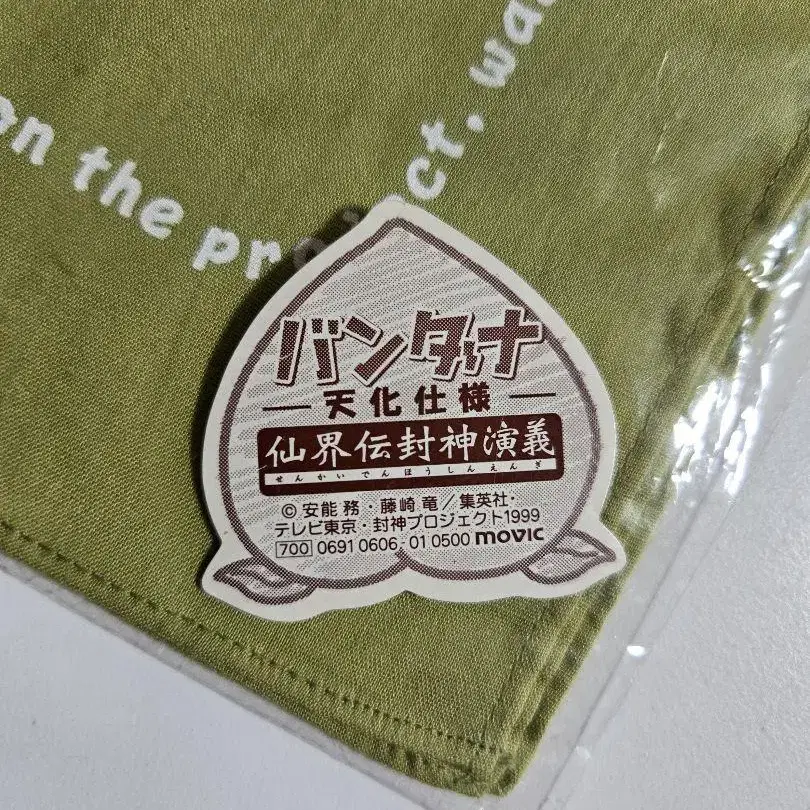 on the project, wa
バンダナ
天化仕様
仙界伝封神演義
せんかいでんほうしんえんぎ
©安能 務・藤崎 竜／集英社・
テレビ東京・封神プロジェクト1999
700 0691 0606-01 0500 movic